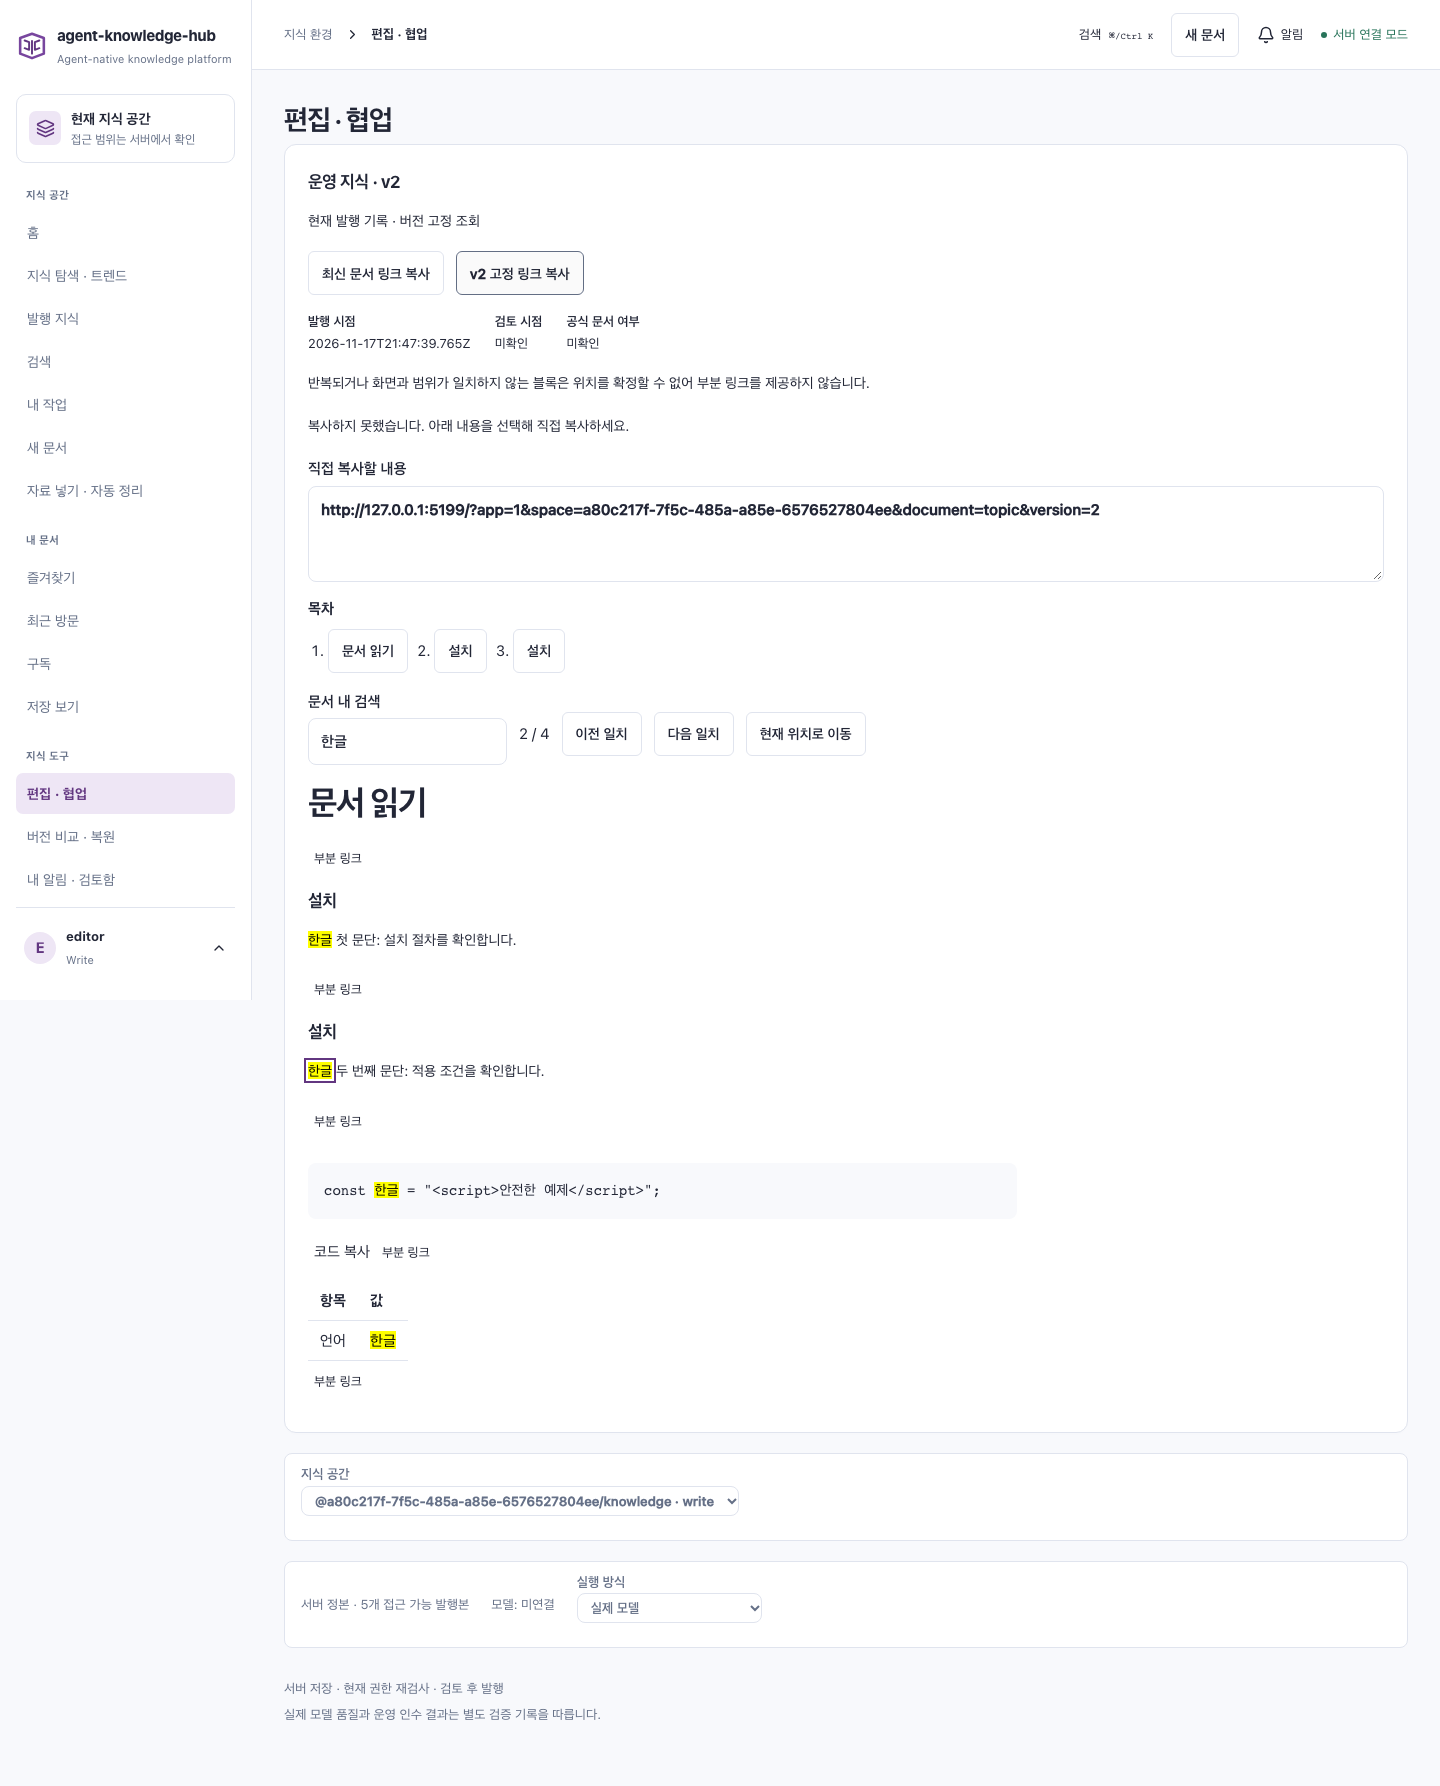 agent-knowledge-hub
Agent-native knowledge platform
현재 지식 공간
접근 범위는 서버에서 확인
지식 공간
홈
지식 탐색 · 트렌드
발행 지식
검색
내 작업
새 문서
자료 넣기 · 자동 정리
내 문서
즐겨찾기
최근 방문
구독
저장 보기
지식 도구
편집 · 협업
버전 비교 · 복원
내 알림 · 검토함
E
editor
Write
지식 환경 편집 · 협업
검색 ⌘/Ctrl K 새 문서 알림 서버 연결 모드
편집 · 협업
운영 지식 · v2
현재 발행 기록 · 버전 고정 조회
최신 문서 링크 복사 v2 고정 링크 복사
발행 시점 검토 시점 공식 문서 여부
2026-11-17T21:47:39.765Z 미확인 미확인
반복되거나 화면과 범위가 일치하지 않는 블록은 위치를 확정할 수 없어 부분 링크를 제공하지 않습니다.
복사하지 못했습니다. 아래 내용을 선택해 직접 복사하세요.
직접 복사할 내용
http://127.0.0.1:5199/?app=1&space=a80c217f-7f5c-485a-a85e-6576527804ee&document=topic&version=2
목차
1. 문서 읽기 2. 설치 3. 설치
문서 내 검색
한글 2 / 4 이전 일치 다음 일치 현재 위치로 이동
문서 읽기
부분 링크
설치
한글 첫 문단: 설치 절차를 확인합니다.
부분 링크
설치
한글 두 번째 문단: 적용 조건을 확인합니다.
부분 링크
const 한글 = "<script>안전한 예제</script>";
코드 복사 부분 링크
항목 값
언어 한글
부분 링크
지식 공간
@a80c217f-7f5c-485a-a85e-6576527804ee/knowledge · write
실행 방식
서버 정본 · 5개 접근 가능 발행본 모델: 미연결 실제 모델
서버 저장 · 현재 권한 재검사 · 검토 후 발행
실제 모델 품질과 운영 인수 결과는 별도 검증 기록을 따릅니다.